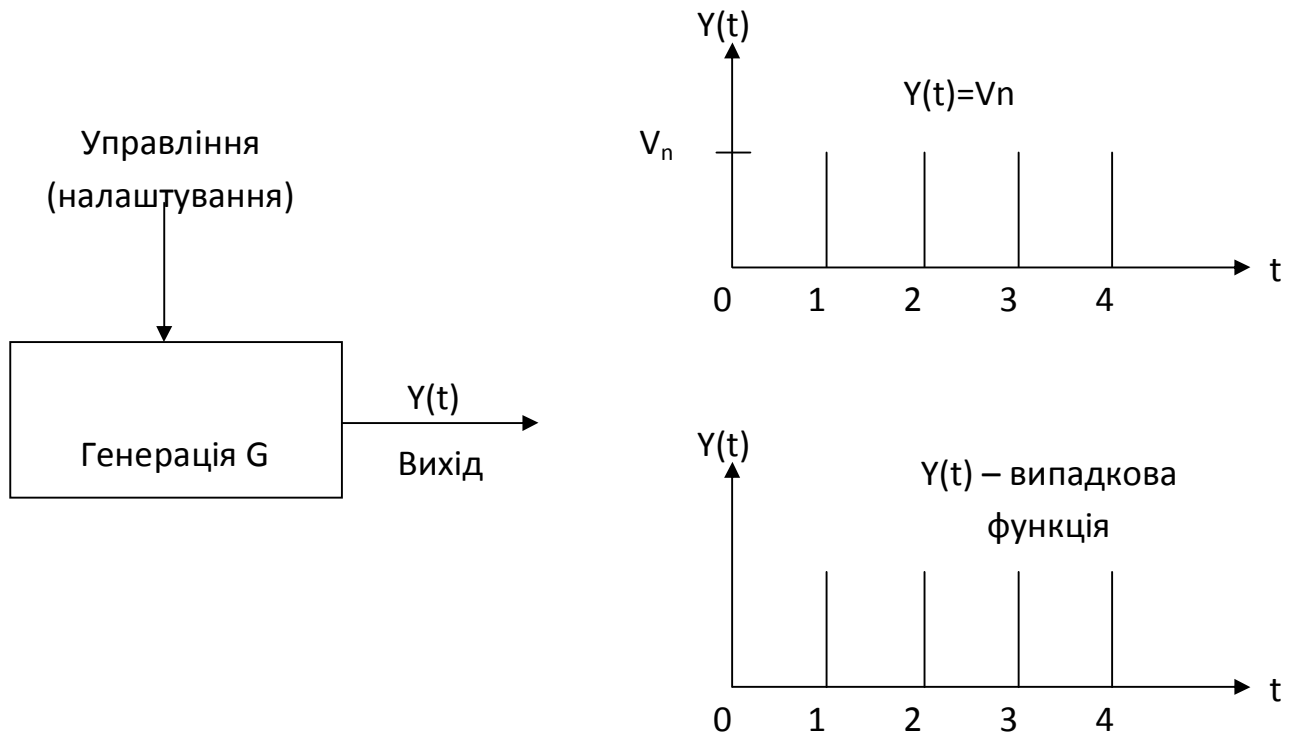 Управління
(налаштування)
Генерація G
Y(t)
Вихід
Y(t)
Y(t)=Vn
Vn
t
0 1 2 3 4
Y(t)
Y(t) – випадкова
функція
t
0 1 2 3 4